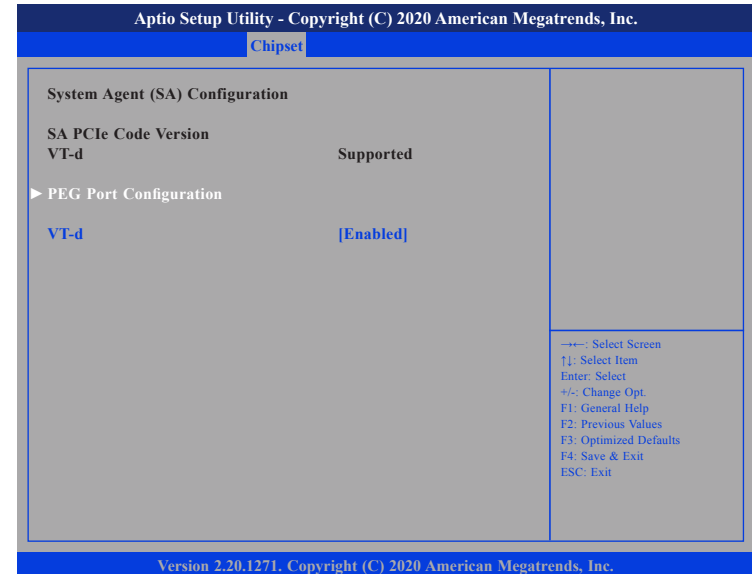 Aptio Setup Utility - Copyright (C) 2020 American Megatrends, Inc.
Chipset
System Agent (SA) Configuration
SA PCIe Code Version
VT-d Supported
► PEG Port Configuration
VT-d [Enabled]
→←: Select Screen
↑↓: Select Item
Enter: Select
+/-: Change Opt.
F1: General Help
F2: Previous Values
F3: Optimized Defaults
F4: Save & Exit
ESC: Exit
Version 2.20.1271. Copyright (C) 2020 American Megatrends, Inc.